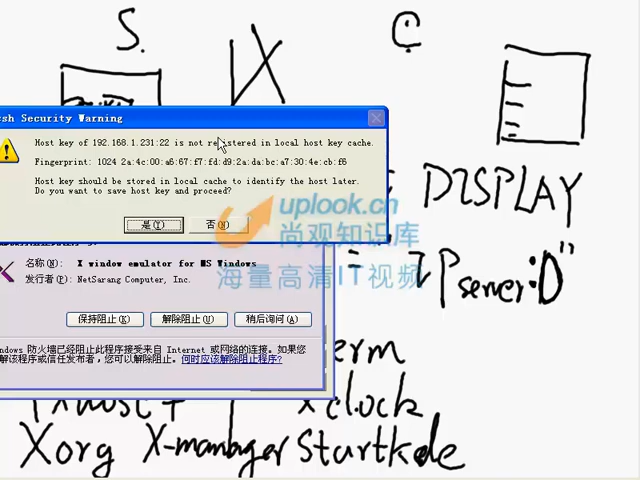 S.
X
C
sh Security Warning
Host key of 192.168.1.231:22 is not registered in local host key cache.
Fingerprint: 1024 2a:4c:00:a6:67:f7:fd:d9:2a:da:bc:a7:30:4e:cb:f5
Host key should be stored in local cache to identify the host later.
Do you want to save host key and proceed?
是(Y) 否(N)
DISPLAY
uplook.cn
尚观知识库
海量高清IT视频
名称(N): X window emulator for MS Windows
发行者(P): NetSarang Computer, Inc.
= IPserver:0"
保持阻止(K) 解除阻止(U) 稍后询问(A)
ndows 防火墙已经阻止此程序接受来自 Internet 或网络的连接。如果您
解该程序或信任发布者，您可以解除阻止。何时应该解除阻止程序?
erm
xclock
Xorg X-manager startkde